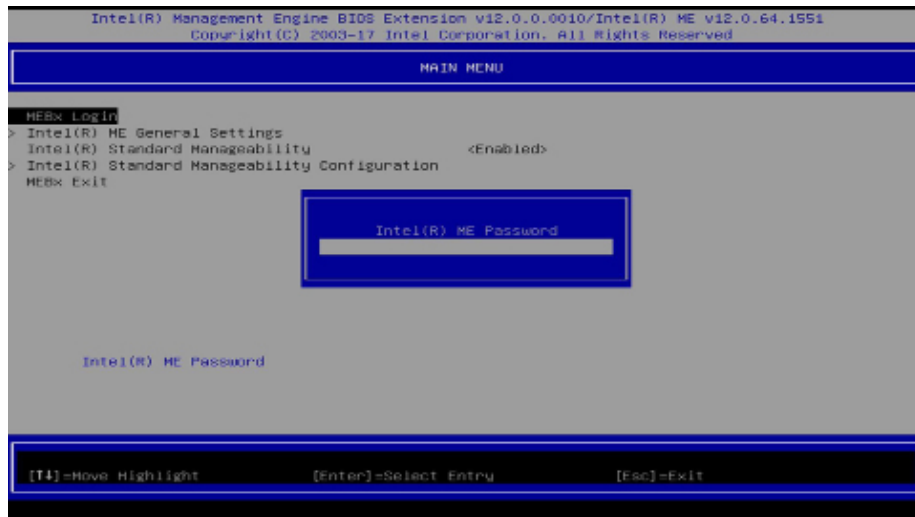 Intel(R) Management Engine BIOS Extension v12.0.0.0010/Intel(R) ME v12.0.64.1551
Copyright(C) 2003-17 Intel Corporation. All Rights Reserved
MAIN MENU
MEBx Login
> Intel(R) ME General Settings
Intel(R) Standard Manageability <Enabled>
> Intel(R) Standard Manageability Configuration
MEBx Exit
Intel(R) ME Password
Intel(R) ME Password
[↑↓]=Move Highlight [Enter]=Select Entry [Esc]=Exit